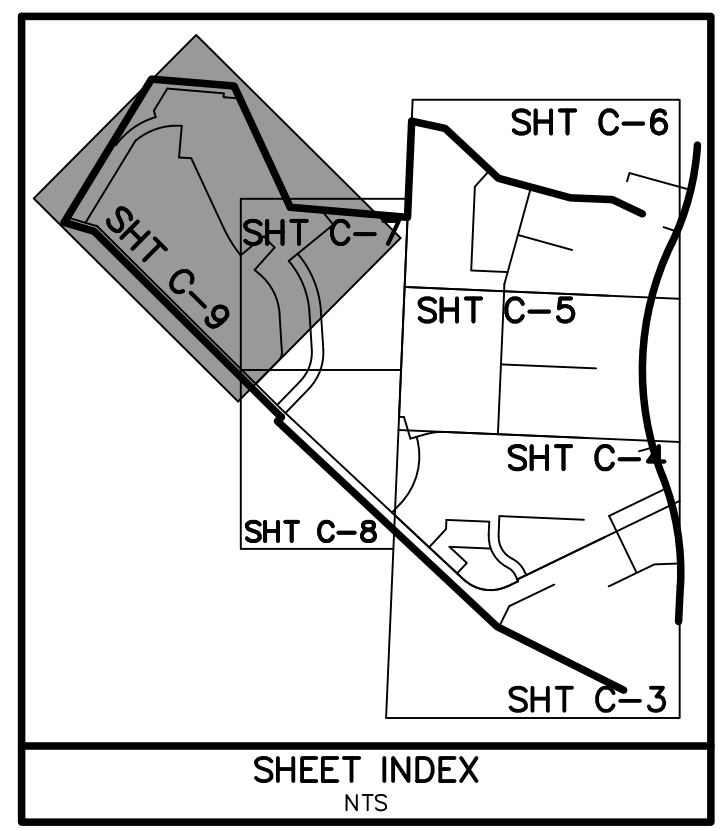 SHT C-6
SHT C-7
SHT C-9
SHT C-5
SHT C-4
SHT C-8
SHT C-3
SHEET INDEX
NTS